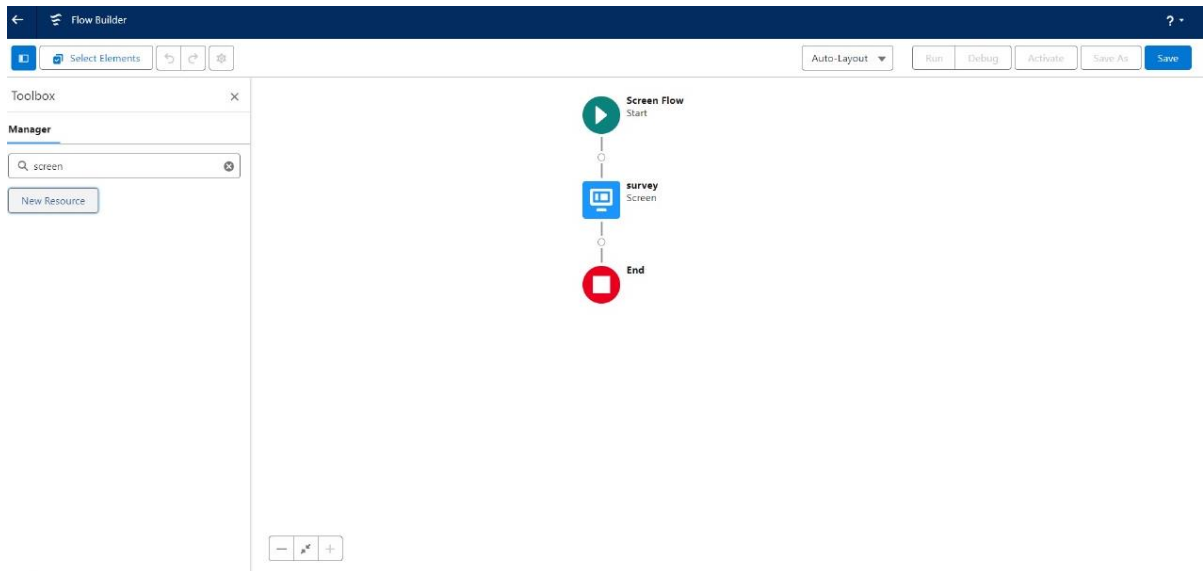 Flow Builder
?
Select Elements
Auto-Layout
Run
Debug
Activate
Save As
Save
Toolbox
Manager
screen
New Resource
Screen Flow
Start
survey
Screen
End